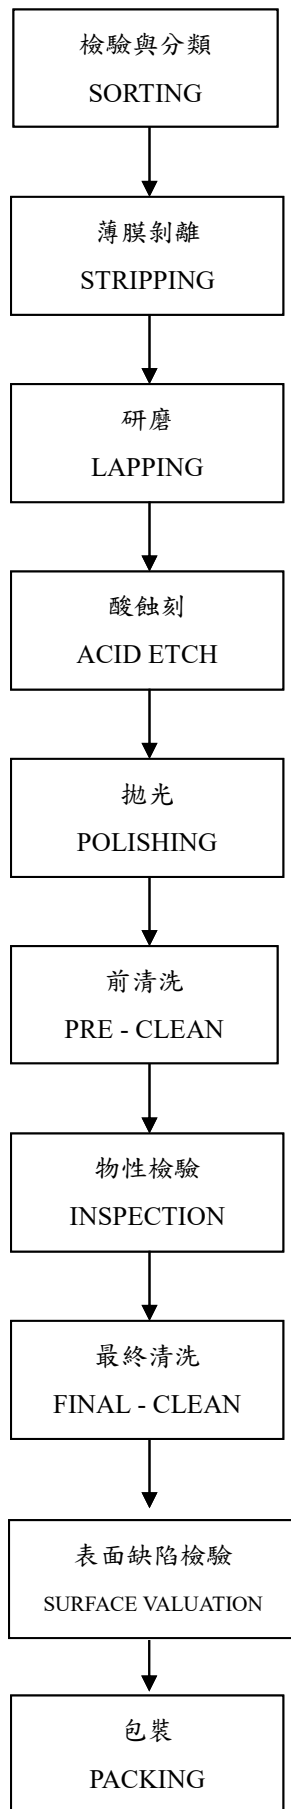 檢驗與分類
SORTING
薄膜剝離
STRIPPING
研磨
LAPPING
酸蝕刻
ACID ETCH
拋光
POLISHING
前清洗
PRE - CLEAN
物性檢驗
INSPECTION
最終清洗
FINAL - CLEAN
表面缺陷檢驗
SURFACE VALUATION
包裝
PACKING